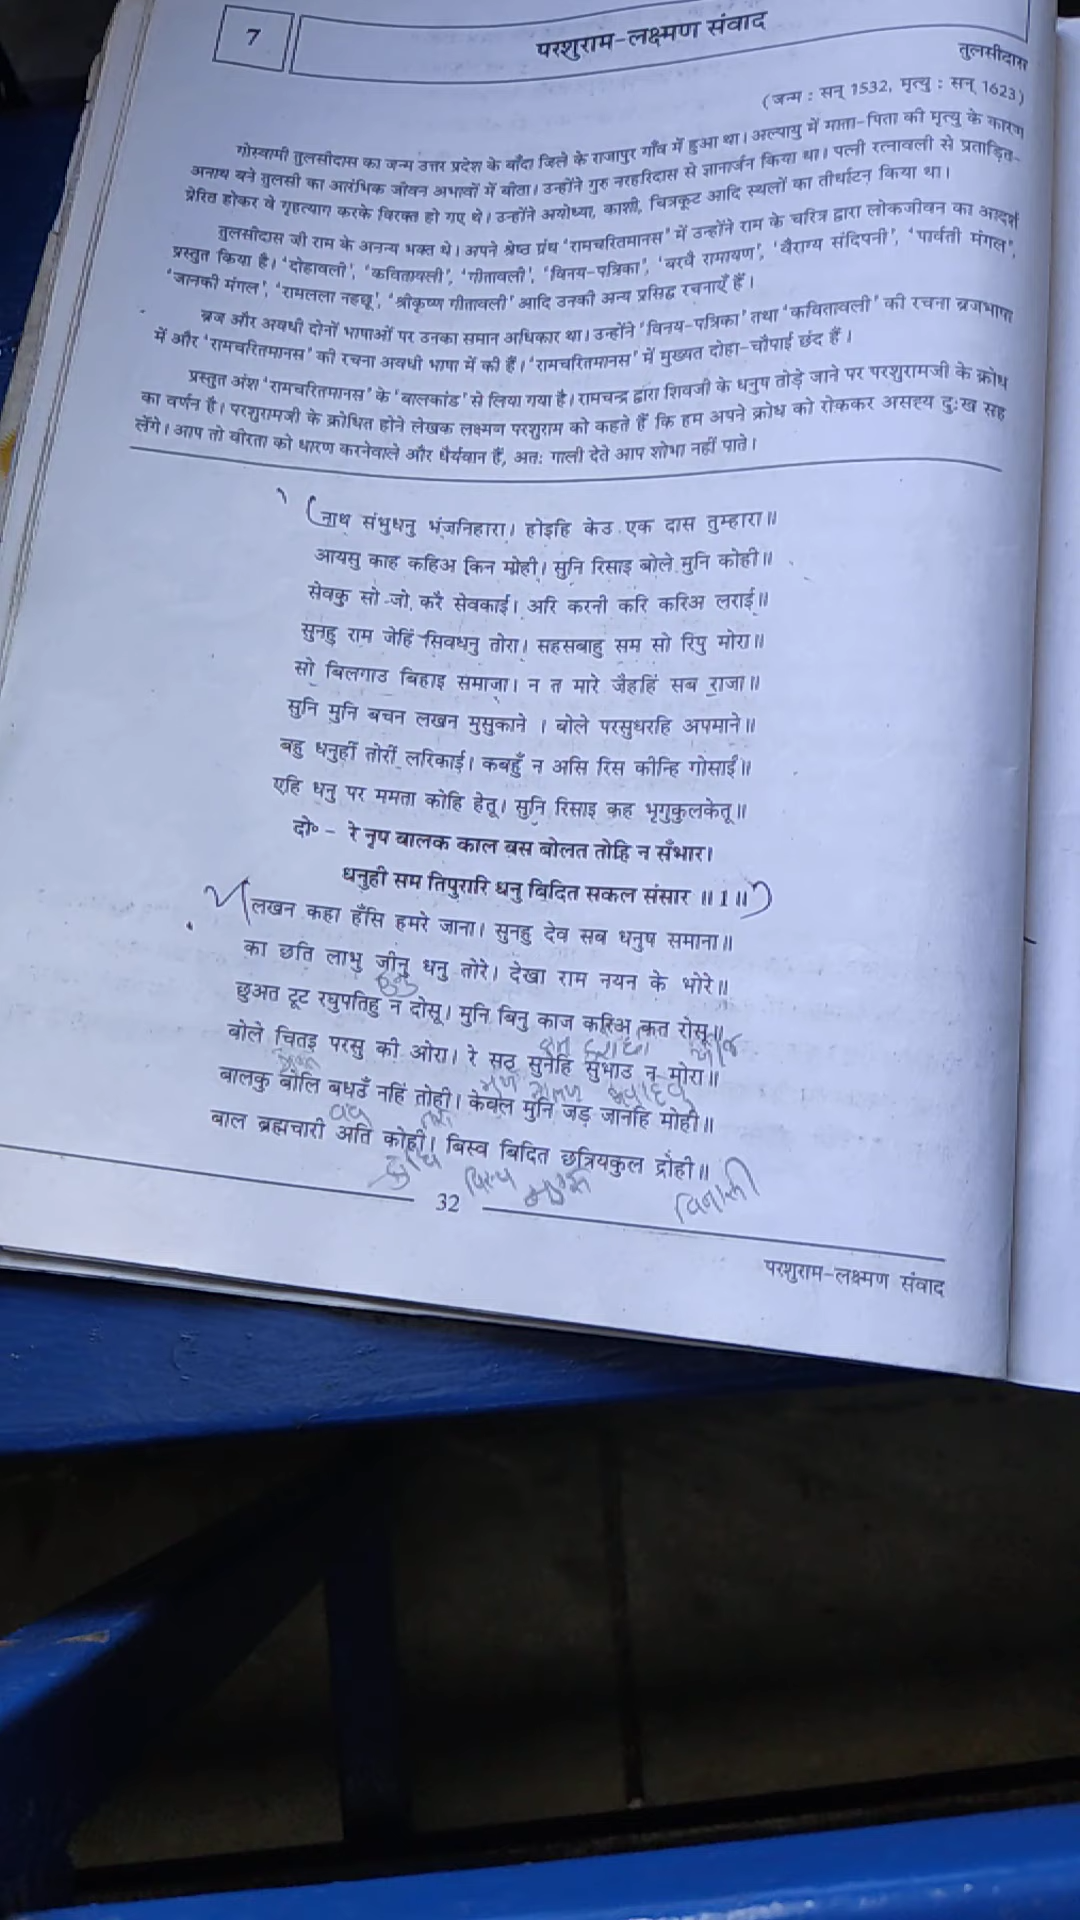 7
परशुराम-लक्ष्मण संवाद
तुलसीदास
(जन्म : सन् 1532, मृत्यु : सन् 1623)
गोस्वामी तुलसीदास का जन्म उत्तर प्रदेश के बाँदा जिले के राजापुर गाँव में हुआ था। अल्पायु में माता-पिता की मृत्यु के कारण
अनाथ बने तुलसी का आरंभिक जीवन अभावों में बीता। उन्होंने गुरु नरहरिदास से ज्ञानार्जन किया था। पत्नी रत्नावली से प्रताड़ित-
प्रेरित होकर वे गृहत्याग करके विरक्त हो गए थे। उन्होंने अयोध्या, काशी, चित्रकूट आदि स्थलों का तीर्थाटन किया था।
तुलसीदास जी राम के अनन्य भक्त थे। अपने श्रेष्ठ ग्रंथ 'रामचरितमानस' में उन्होंने राम के चरित्र द्वारा लोकजीवन का आदर्श
प्रस्तुत किया है। 'दोहावली', 'कवितावली', 'गीतावली', 'विनय-पत्रिका', 'बरवै रामायण', 'वैराग्य संदिपनी', 'पार्वती मंगल',
'जानकी मंगल', 'रामलला नहछू', 'श्रीकृष्ण गीतावली' आदि उनकी अन्य प्रसिद्ध रचनाएँ हैं।
ब्रज और अवधी दोनों भाषाओं पर उनका समान अधिकार था। उन्होंने 'विनय-पत्रिका' तथा 'कवितावली' की रचना ब्रजभाषा
में और 'रामचरितमानस' की रचना अवधी भाषा में की हैं। 'रामचरितमानस' में मुख्यत दोहा-चौपाई छंद हैं।
प्रस्तुत अंश 'रामचरितमानस' के 'बालकांड' से लिया गया है। रामचन्द्र द्वारा शिवजी के धनुष तोड़े जाने पर परशुरामजी के क्रोध
का वर्णन है। परशुरामजी के क्रोधित होने लेखक लक्ष्मण परशुराम को कहते हैं कि हम अपने क्रोध को रोककर असह्य दुःख सह
लेंगे। आप तो वीरता को धारण करनेवाले और धैर्यवान हैं, अतः गाली देते आप शोभा नहीं पाते।
नाथ संभुधनु भंजनिहारा। होइहि केउ एक दास तुम्हारा॥
आयसु काह कहिअ किन मोही। सुनि रिसाइ बोले मुनि कोही॥
सेवकु सो जो करै सेवकाई। अरि करनी करि करिअ लराई॥
सुनहु राम जेहिं सिवधनु तोरा। सहसबाहु सम सो रिपु मोरा॥
सो बिलगाउ बिहाइ समाजा। न त मारे जैहहिं सब राजा॥
सुनि मुनि बचन लखन मुसुकाने । बोले परसुधरहि अपमाने॥
बहु धनुहीं तोरीं लरिकाईं। कबहुँ न असि रिस कीन्हि गोसाईं॥
एहि धनु पर ममता कोहि हेतू। सुनि रिसाइ कह भृगुकुलकेतू॥
दो॰ - रे नृप बालक काल बस बोलत तोहि न सँभार।
धनुही सम तिपुरारि धनु बिदित सकल संसार ॥1॥
लखन कहा हँसि हमरे जाना। सुनहु देव सब धनुष समाना॥
का छति लाभु जीनु धनु तोरे। देखा राम नयन के भोरे॥
छुअत टूट रघुपतिहु न दोसू। मुनि बिनु काज करिअ कत रोसू॥
बोले चितइ परसु की ओरा। रे सठ सुनेहि सुभाउ न मोरा॥
बालकु बोलि बधउँ नहिं तोही। केवल मुनि जड़ जानहि मोही॥
वध
बाल ब्रह्मचारी अति कोही। बिस्व बिदित छत्रियकुल द्रोही॥
32
परशुराम-लक्ष्मण संवाद